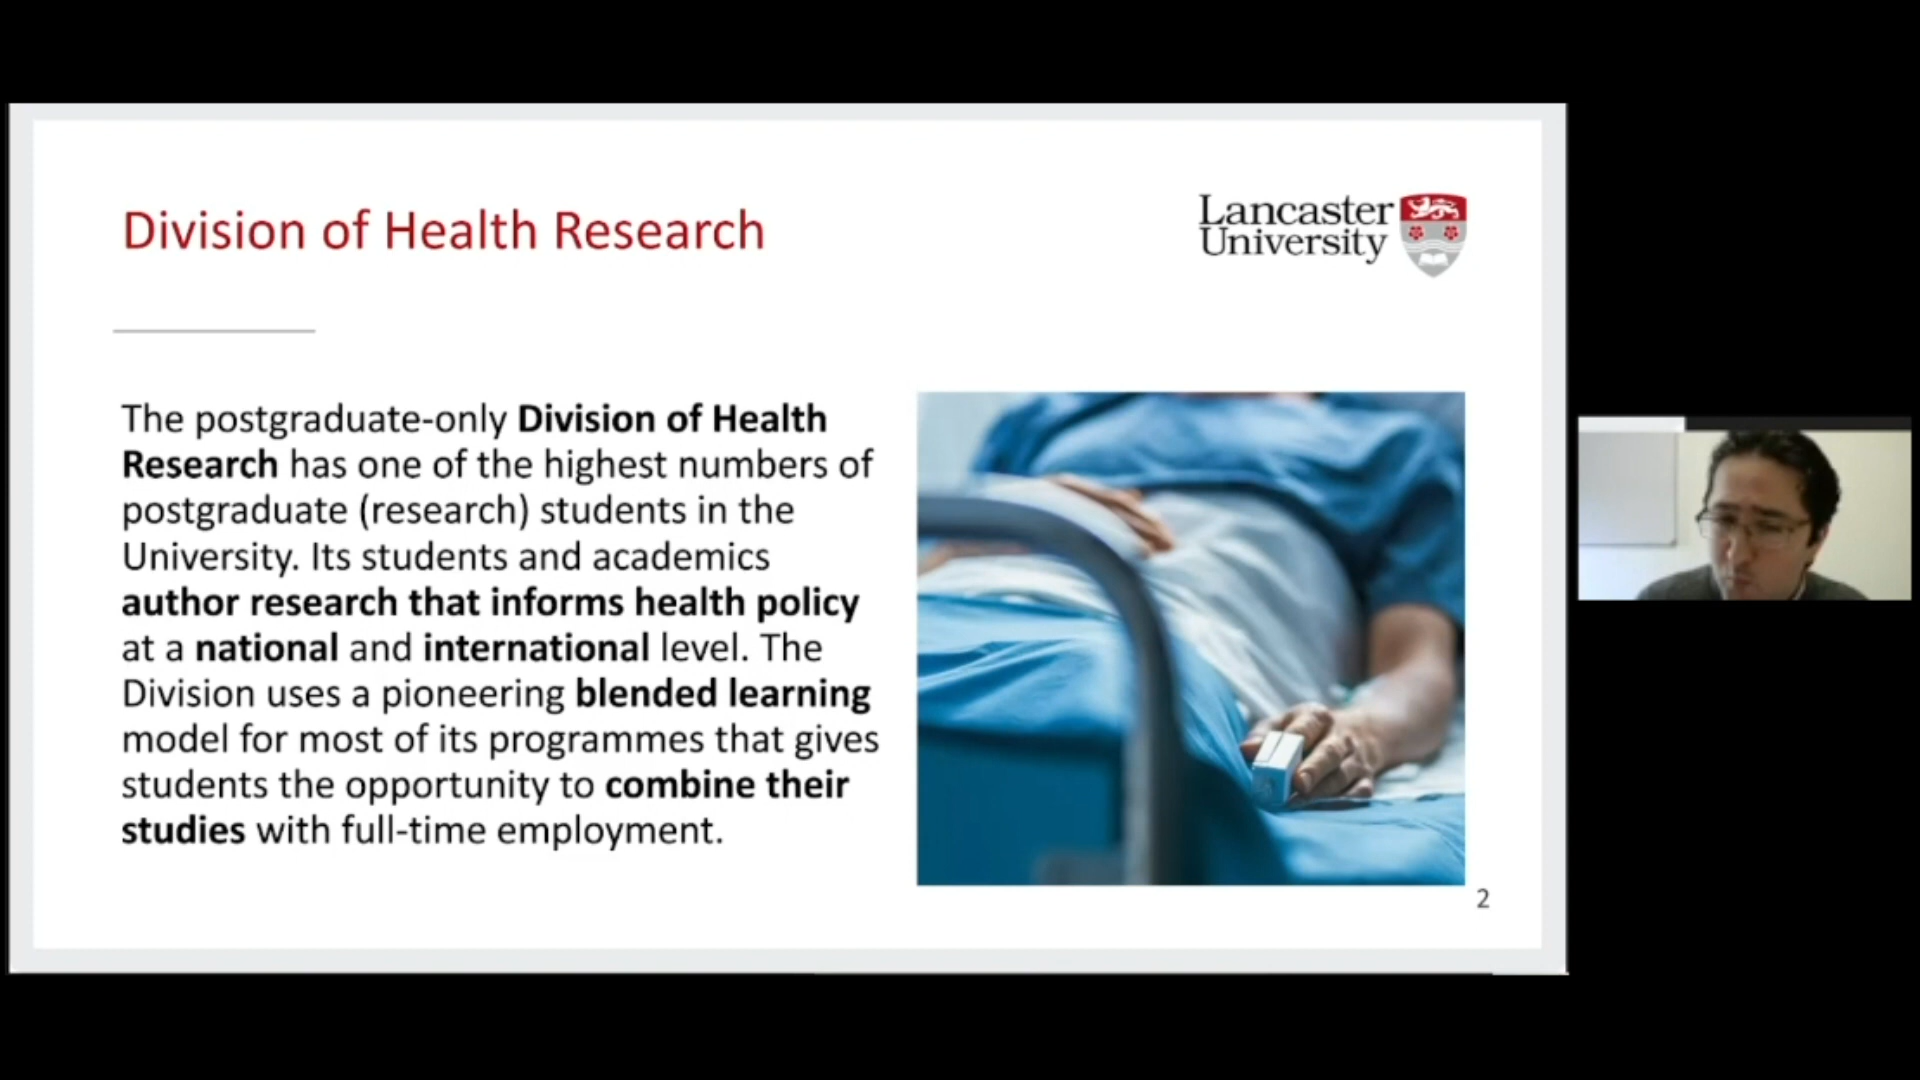 Division of Health Research
Lancaster
University
The postgraduate-only Division of Health
Research has one of the highest numbers of
postgraduate (research) students in the
University. Its students and academics
author research that informs health policy
at a national and international level. The
Division uses a pioneering blended learning
model for most of its programmes that gives
students the opportunity to combine their
studies with full-time employment.
2